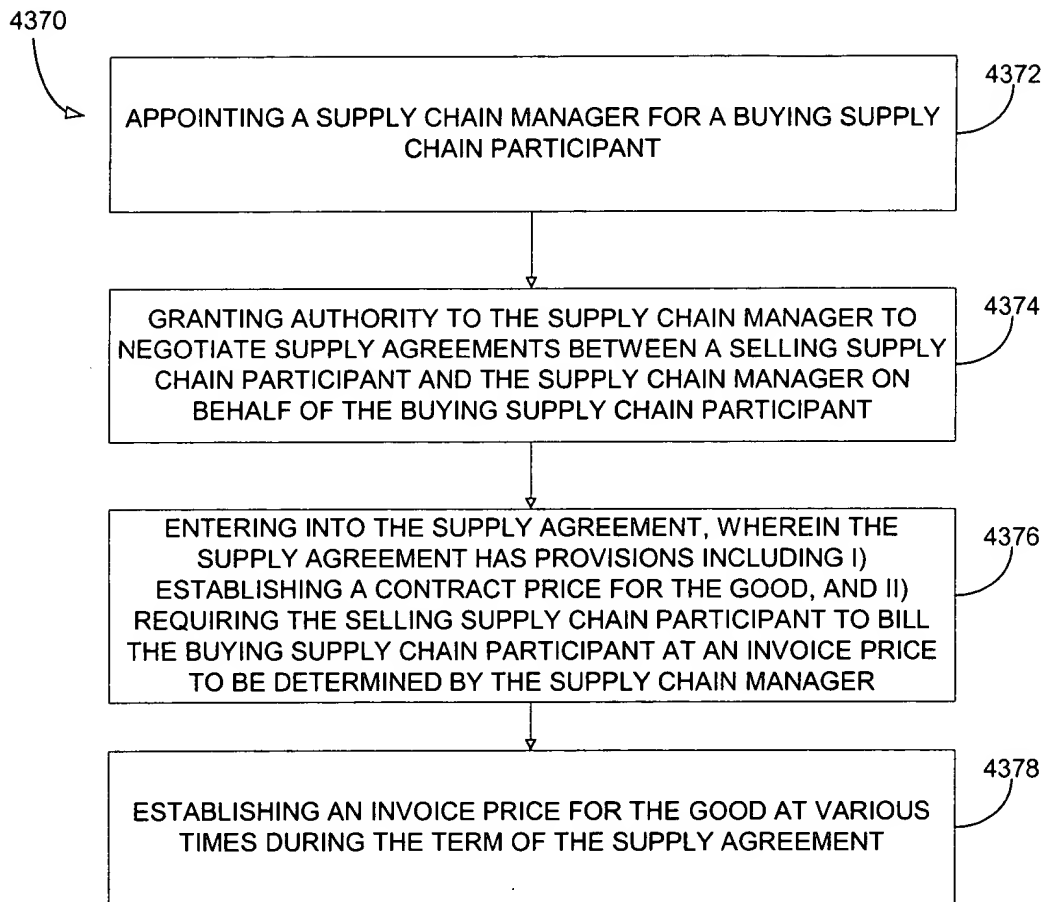 4370
4372
APPOINTING A SUPPLY CHAIN MANAGER FOR A BUYING SUPPLY
CHAIN PARTICIPANT
4374
GRANTING AUTHORITY TO THE SUPPLY CHAIN MANAGER TO
NEGOTIATE SUPPLY AGREEMENTS BETWEEN A SELLING SUPPLY
CHAIN PARTICIPANT AND THE SUPPLY CHAIN MANAGER ON
BEHALF OF THE BUYING SUPPLY CHAIN PARTICIPANT
4376
ENTERING INTO THE SUPPLY AGREEMENT, WHEREIN THE
SUPPLY AGREEMENT HAS PROVISIONS INCLUDING I)
ESTABLISHING A CONTRACT PRICE FOR THE GOOD, AND II)
REQUIRING THE SELLING SUPPLY CHAIN PARTICIPANT TO BILL
THE BUYING SUPPLY CHAIN PARTICIPANT AT AN INVOICE PRICE
TO BE DETERMINED BY THE SUPPLY CHAIN MANAGER
4378
ESTABLISHING AN INVOICE PRICE FOR THE GOOD AT VARIOUS
TIMES DURING THE TERM OF THE SUPPLY AGREEMENT